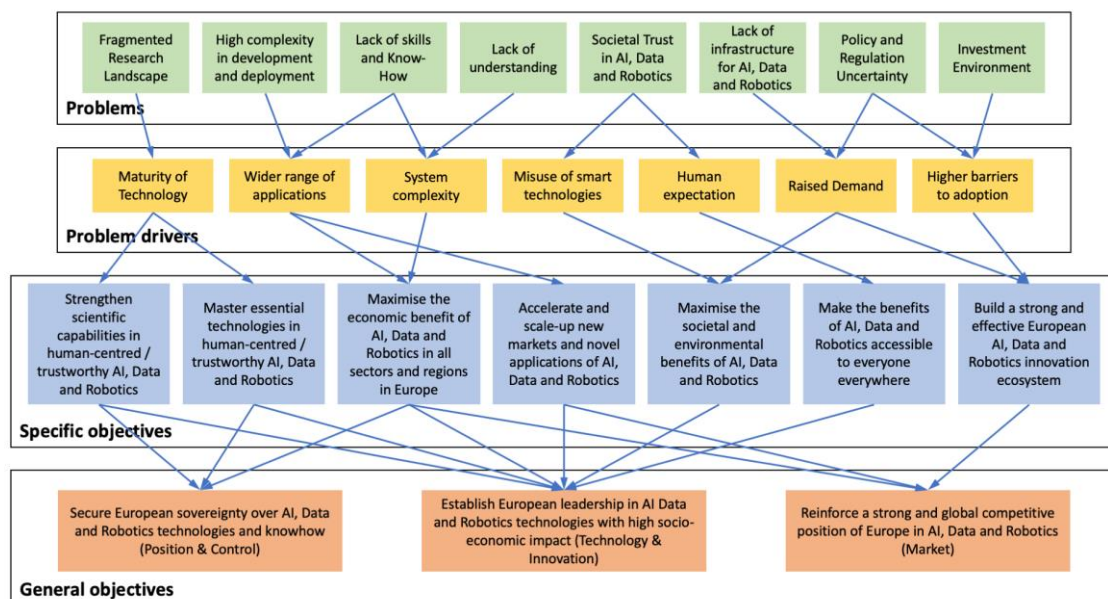 Fragmented
Research
Landscape
High complexity
in development
and deployment
Lack of skills
and Know-
How
Lack of
understanding
Societal Trust
in AI, Data
and Robotics
Lack of
infrastructure
for AI, Data
and Robotics
Policy and
Regulation
Uncertainty
Investment
Environment
Problems
Maturity of
Technology
Wider range of
applications
System
complexity
Misuse of smart
technologies
Human
expectation
Raised Demand
Higher barriers
to adoption
Problem drivers
Strengthen
scientific
capabilities in
human-centred /
trustworthy AI, Data
and Robotics
Master essential
technologies in
human-centred /
trustworthy AI, Data
and Robotics
Maximise the
economic benefit of
AI, Data and
Robotics in all
sectors and regions
in Europe
Accelerate and
scale-up new
markets and novel
applications of AI,
Data and Robotics
Maximise the
societal and
environmental
benefits of AI, Data
and Robotics
Make the benefits
of AI, Data and
Robotics accessible
to everyone
everywhere
Build a strong and
effective European
AI, Data and
Robotics innovation
ecosystem
Specific objectives
Secure European sovereignty over AI, Data
and Robotics technologies and knowhow
(Position & Control)
Establish European leadership in AI Data
and Robotics technologies with high socio-
economic impact (Technology &
Innovation)
Reinforce a strong and global competitive
position of Europe in AI, Data and Robotics
(Market)
General objectives